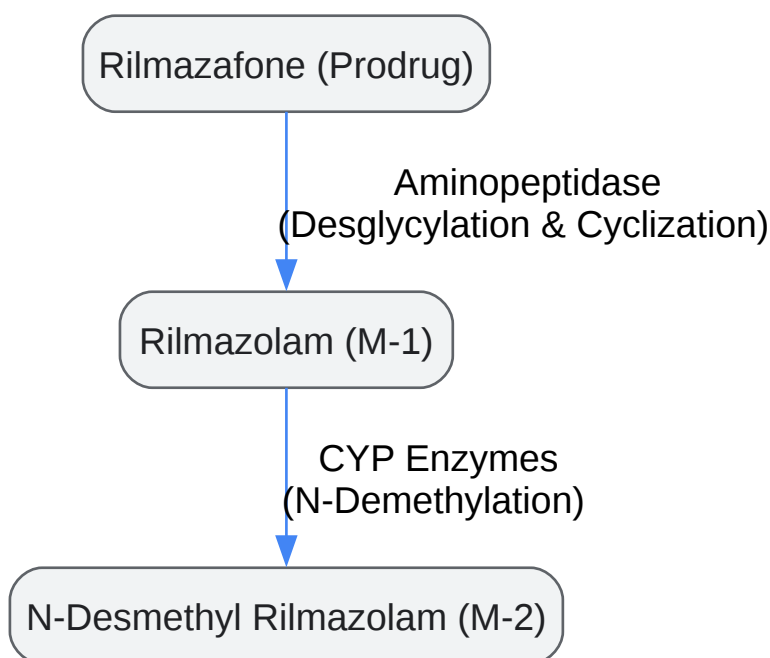 Rilmazafone (Prodrug)
Aminopeptidase
(Desglycylation & Cyclization)
Rilmazolam (M-1)
CYP Enzymes
(N-Demethylation)
N-Desmethyl Rilmazolam (M-2)